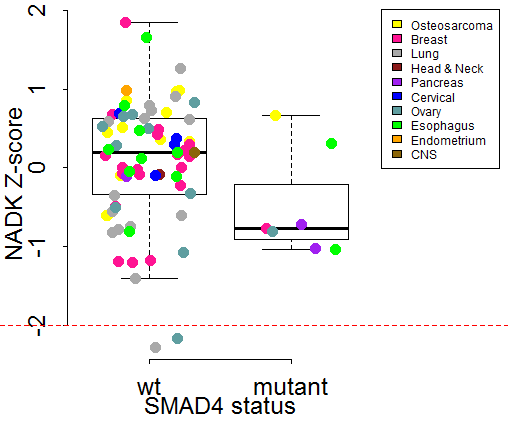 2
1
0
-1
-2
NADK Z-score
wt
mutant
SMAD4 status
Osteosarcoma
Breast
Lung
Head & Neck
Pancreas
Cervical
Ovary
Esophagus
Endometrium
CNS